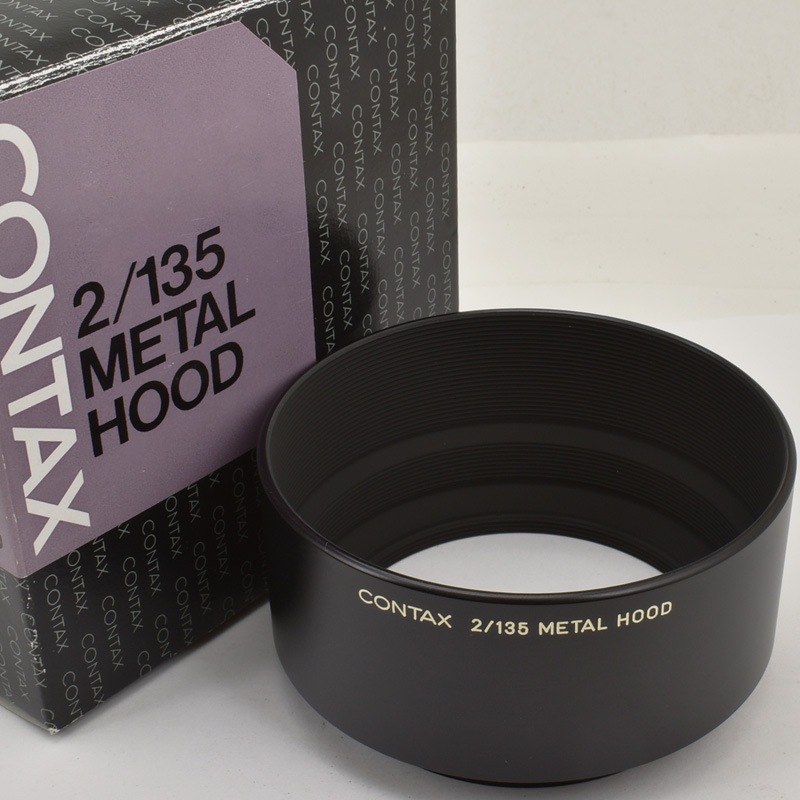 CONTAX
2/135
METAL
HOOD
CONTAX 2/135 METAL HOOD